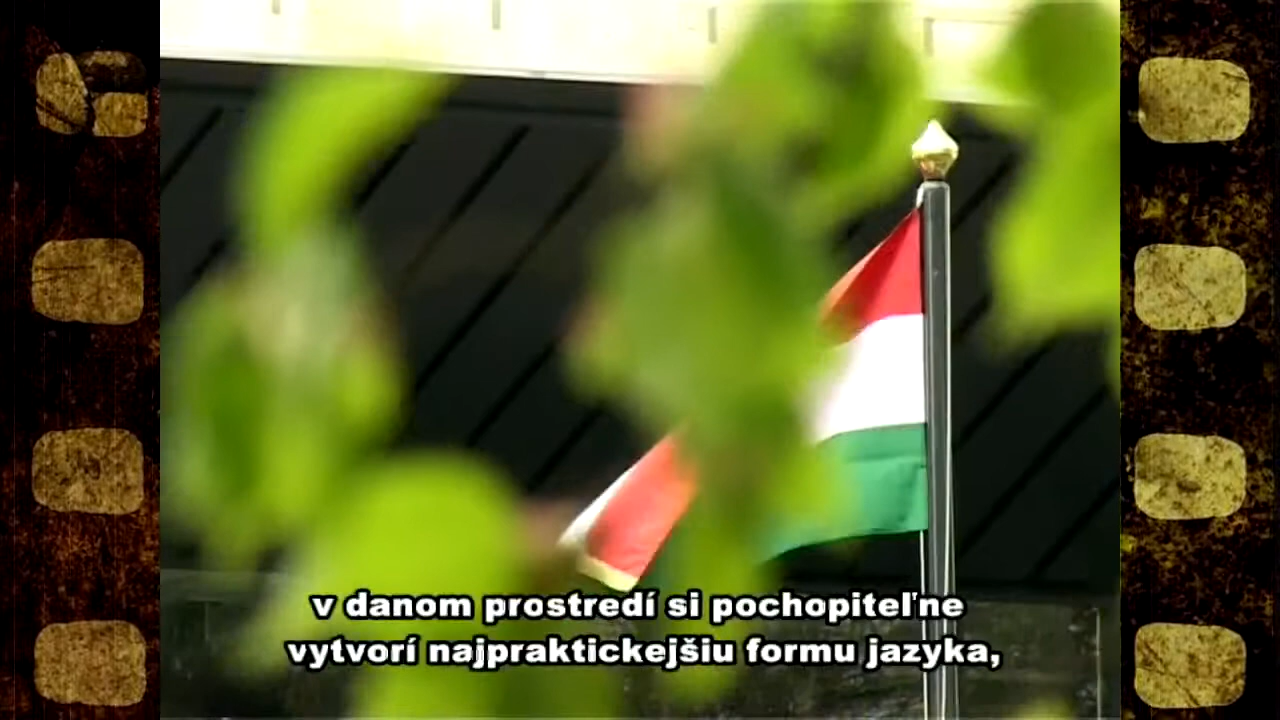 v danom prostredí si pochopiteľne
vytvorí najpraktickejšiu formu jazyka,